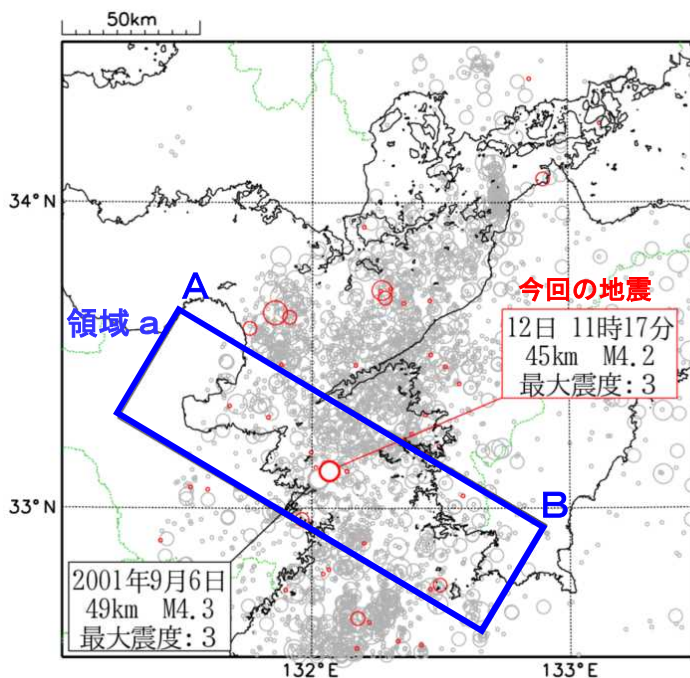 50km
34°N
A
今回の地震
領域 a
12日 11時17分
45km M4.2
最大震度:3
33°N
B
2001年9月6日
49km M4.3
最大震度:3
132°E
133°E